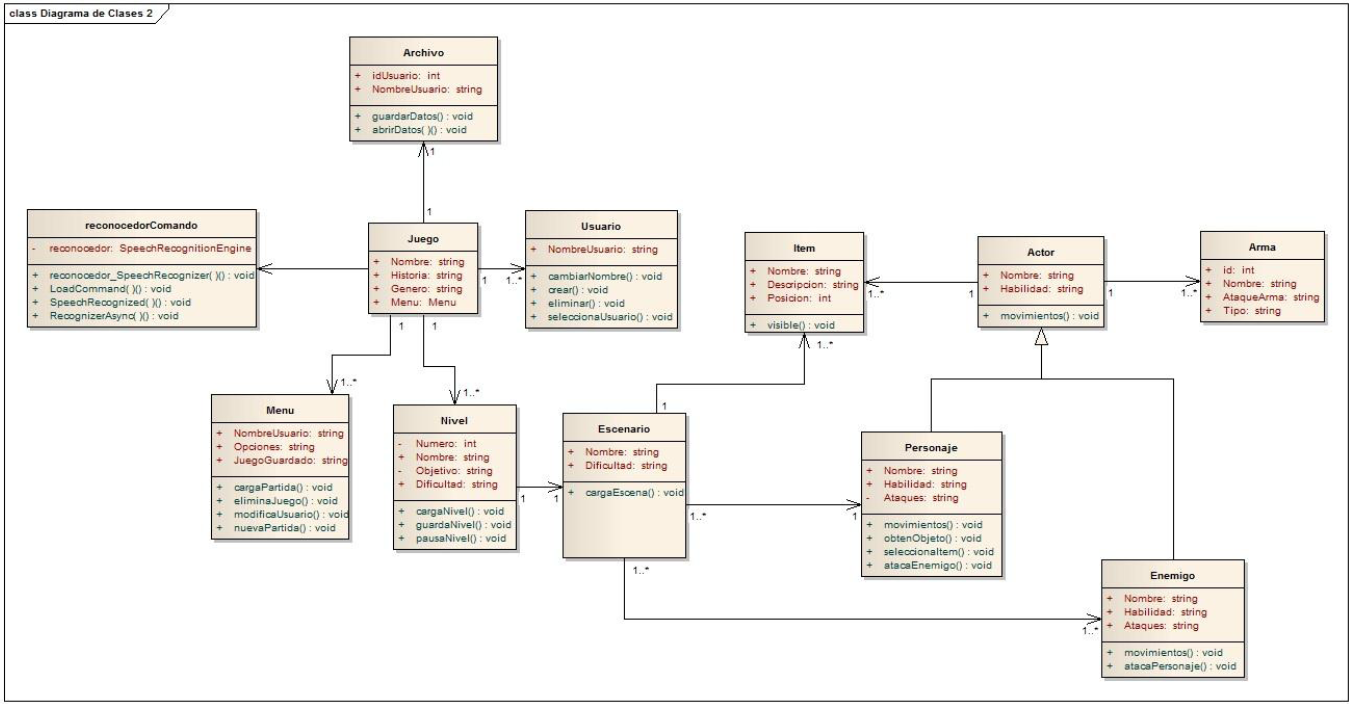 class Diagrama de Clases 2
Archivo
+ idUsuario: int
+ NombreUsuario: string
+ guardarDatos() : void
+ abrirDatos( )() : void
1
1
reconocedorComando
- reconocedor: SpeechRecognitionEngine
+ reconocedor_SpeechRecognizer( )() : void
+ LoadCommand( )() : void
+ SpeechRecognized( )() : void
+ RecognizerAsync( )() : void
Juego
+ Nombre: string
+ Historia: string
+ Genero: string
+ Menu: Menu
1
1..*
1
1
Usuario
+ NombreUsuario: string
+ cambiarNombre() : void
+ crear() : void
+ eliminar() : void
+ seleccionaUsuario() : void
Item
+ Nombre: string
+ Descripcion: string
+ Posicion: int
+ visible() : void
1..*
1
1..*
Actor
+ Nombre: string
+ Habilidad: string
+ movimientos() : void
1
1..*
Arma
+ id: int
+ Nombre: string
+ AtaqueArma: string
+ Tipo: string
1..*
1..*
Menu
+ NombreUsuario: string
+ Opciones: string
+ JuegoGuardado: string
+ cargaPartida() : void
+ eliminaJuego() : void
+ modificaUsuario() : void
+ nuevaPartida() : void
Nivel
- Numero: int
+ Nombre: string
- Objetivo: string
+ Dificultad: string
+ cargaNivel() : void
+ guardaNivel() : void
+ pausaNivel() : void
1
1
1
Escenario
+ Nombre: string
+ Dificultad: string
+ cargaEscena() : void
1..*
1
1..*
1..*
Personaje
+ Nombre: string
+ Habilidad: string
- Ataques: string
+ movimientos() : void
+ obtenObjeto() : void
+ seleccionaItem() : void
+ atacaEnemigo() : void
Enemigo
+ Nombre: string
+ Habilidad: string
+ Ataques: string
+ movimientos() : void
+ atacaPersonaje() : void